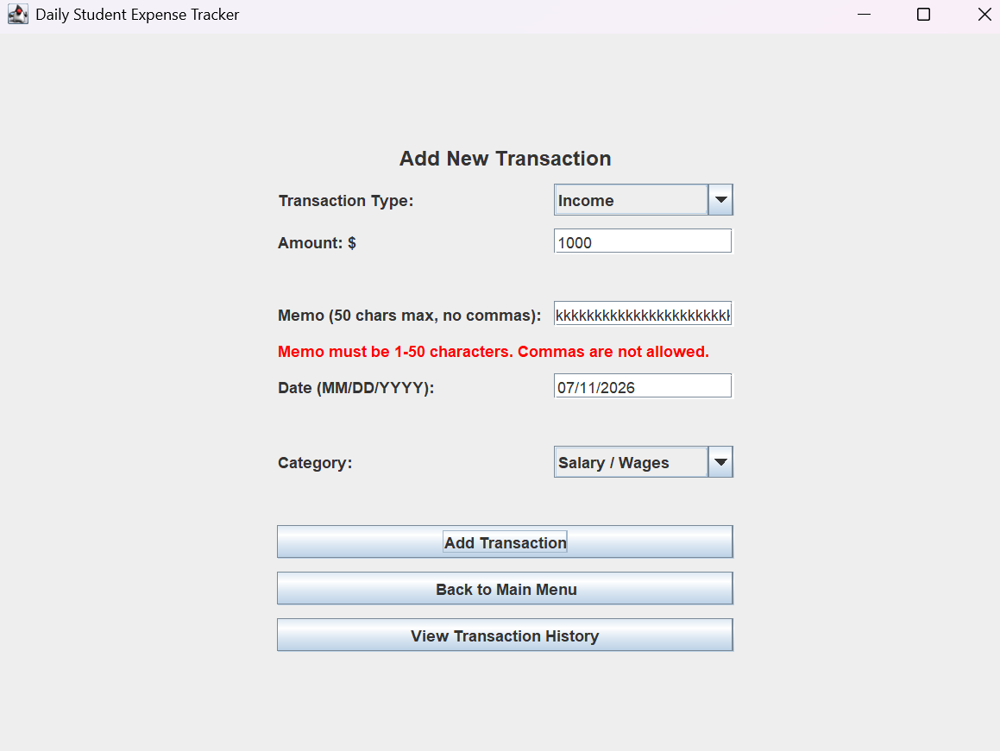 Daily Student Expense Tracker
Add New Transaction
Transaction Type: Income
Amount: $ 1000
Memo (50 chars max, no commas): kkkkkkkkkkkkkkkkkkkkkkk
Memo must be 1-50 characters. Commas are not allowed.
Date (MM/DD/YYYY): 07/11/2026
Category: Salary / Wages
Add Transaction
Back to Main Menu
View Transaction History